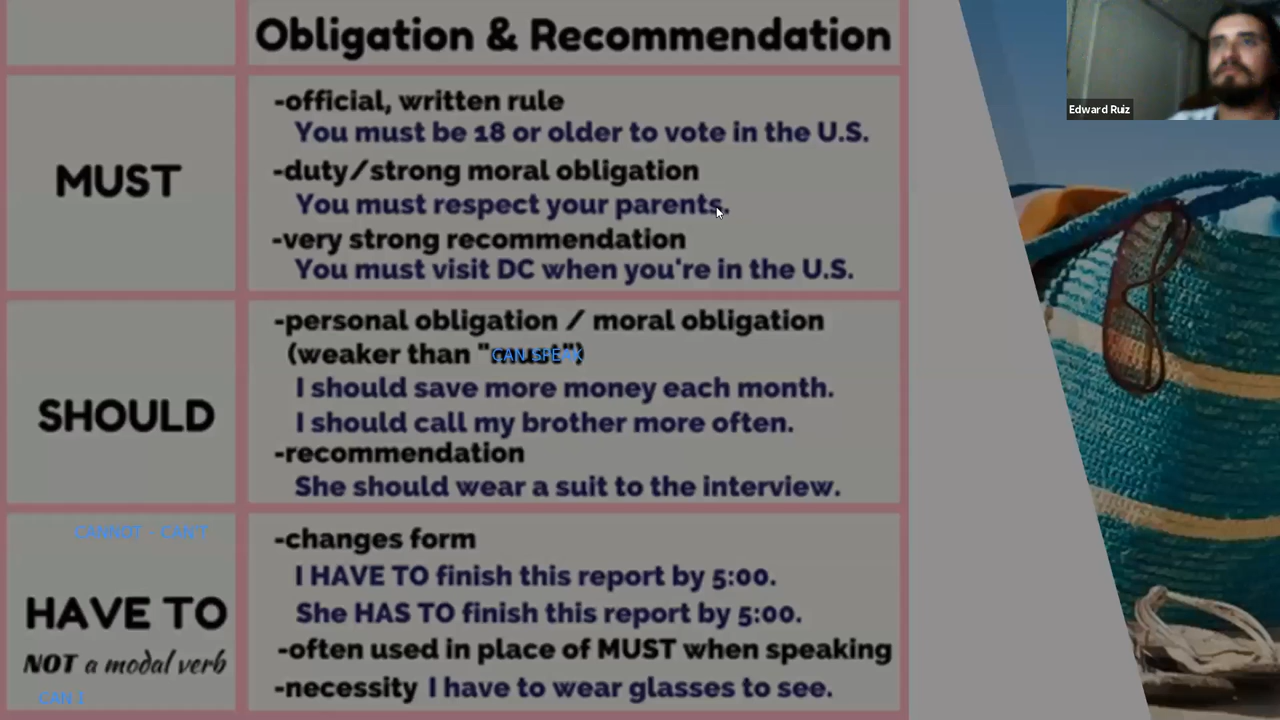 Obligation & Recommendation
Edward Ruiz
MUST
-official, written rule
You must be 18 or older to vote in the U.S.
-duty/strong moral obligation
You must respect your parents.
-very strong recommendation
You must visit DC when you're in the U.S.
SHOULD
-personal obligation / moral obligation
(weaker than "must")
CAN SPEAK
I should save more money each month.
I should call my brother more often.
-recommendation
She should wear a suit to the interview.
CANNOT - CAN'T
HAVE TO
NOT a modal verb
CAN I
-changes form
I HAVE TO finish this report by 5:00.
She HAS TO finish this report by 5:00.
-often used in place of MUST when speaking
-necessity I have to wear glasses to see.